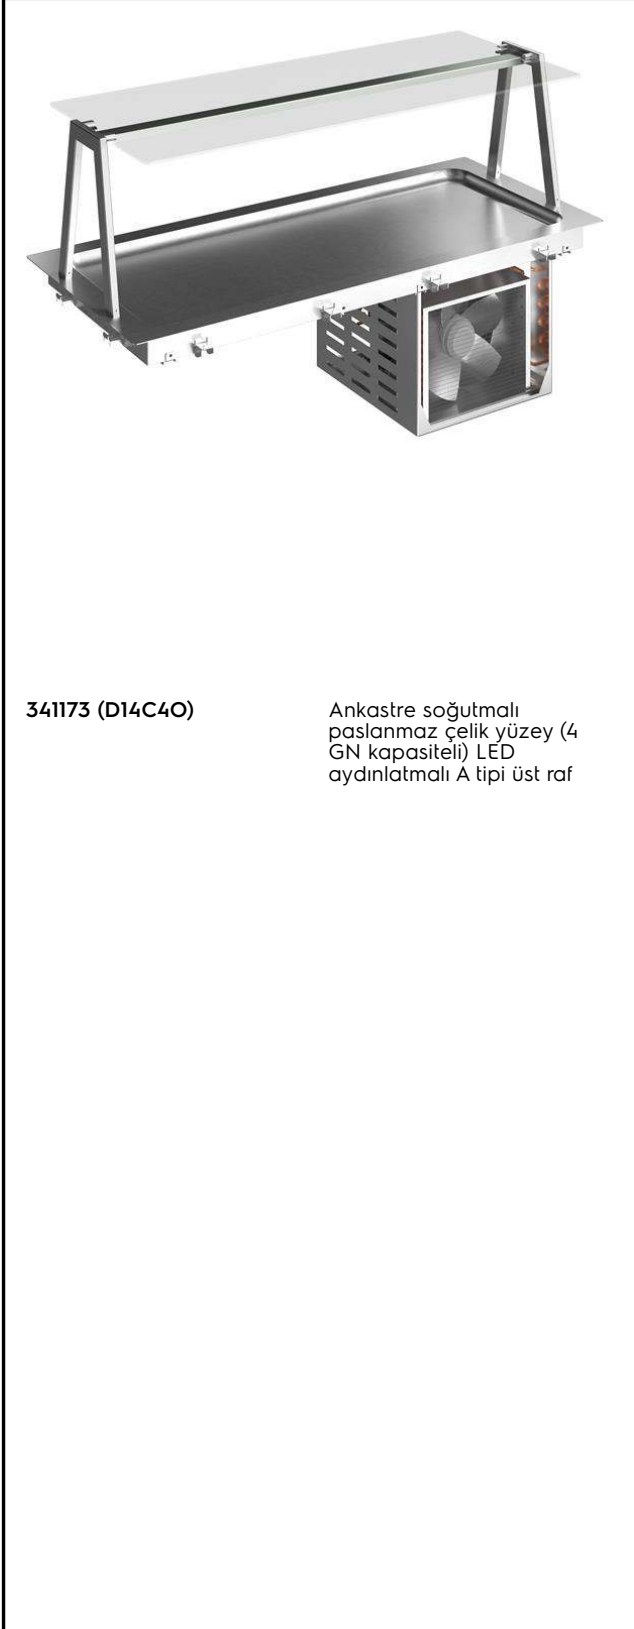 341173 (D14C4O)
Ankastre soğutmalı
paslanmaz çelik yüzey (4
GN kapasiteli) LED
aydınlatmalı A tipi üst raf